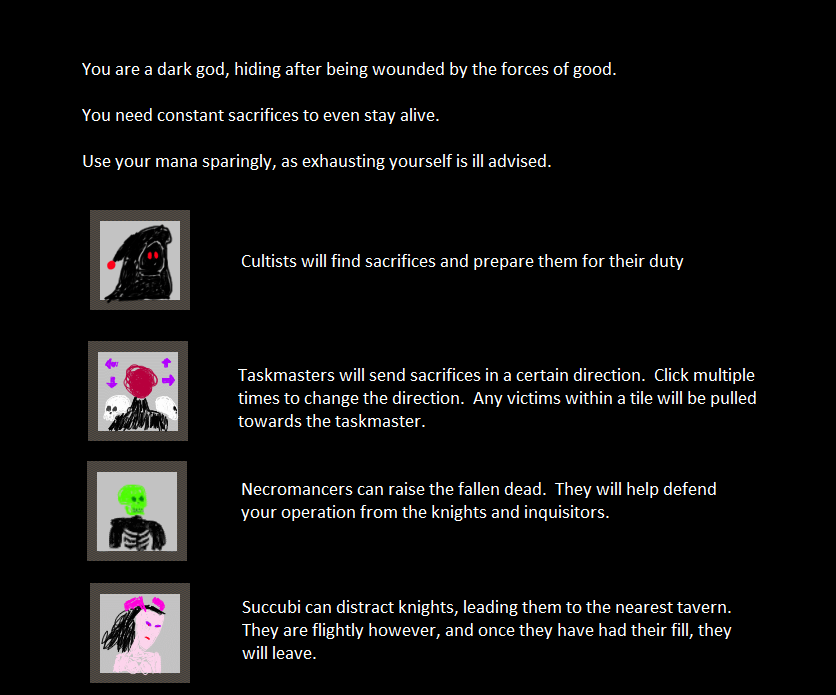 You are a dark god, hiding after being wounded by the forces of good.
You need constant sacrifices to even stay alive.
Use your mana sparingly, as exhausting yourself is ill advised.
Cultists will find sacrifices and prepare them for their duty
Taskmasters will send sacrifices in a certain direction.  Click multiple
times to change the direction.  Any victims within a tile will be pulled
towards the taskmaster.
Necromancers can raise the fallen dead.  They will help defend
your operation from the knights and inquisitors.
Succubi can distract knights, leading them to the nearest tavern.
They are flightly however, and once they have had their fill, they
will leave.